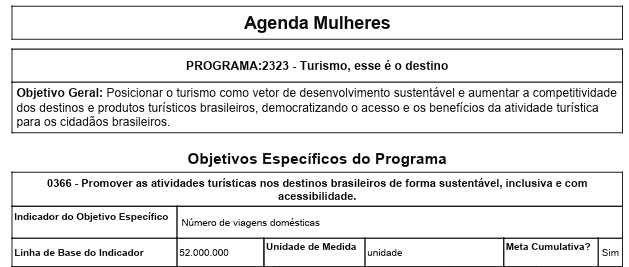 Agenda Mulheres
PROGRAMA:2323 - Turismo, esse é o destino
Objetivo Geral: Posicionar o turismo como vetor de desenvolvimento sustentável e aumentar a competitividade
dos destinos e produtos turísticos brasileiros, democratizando o acesso e os benefícios da atividade turística
para os cidadãos brasileiros.
Objetivos Específicos do Programa
0366 - Promover as atividades turísticas nos destinos brasileiros de forma sustentável, inclusiva e com
acessibilidade.
Indicador do Objetivo Específico Número de viagens domésticas
Linha de Base do Indicador 52.000.000 Unidade de Medida unidade Meta Cumulativa? Sim